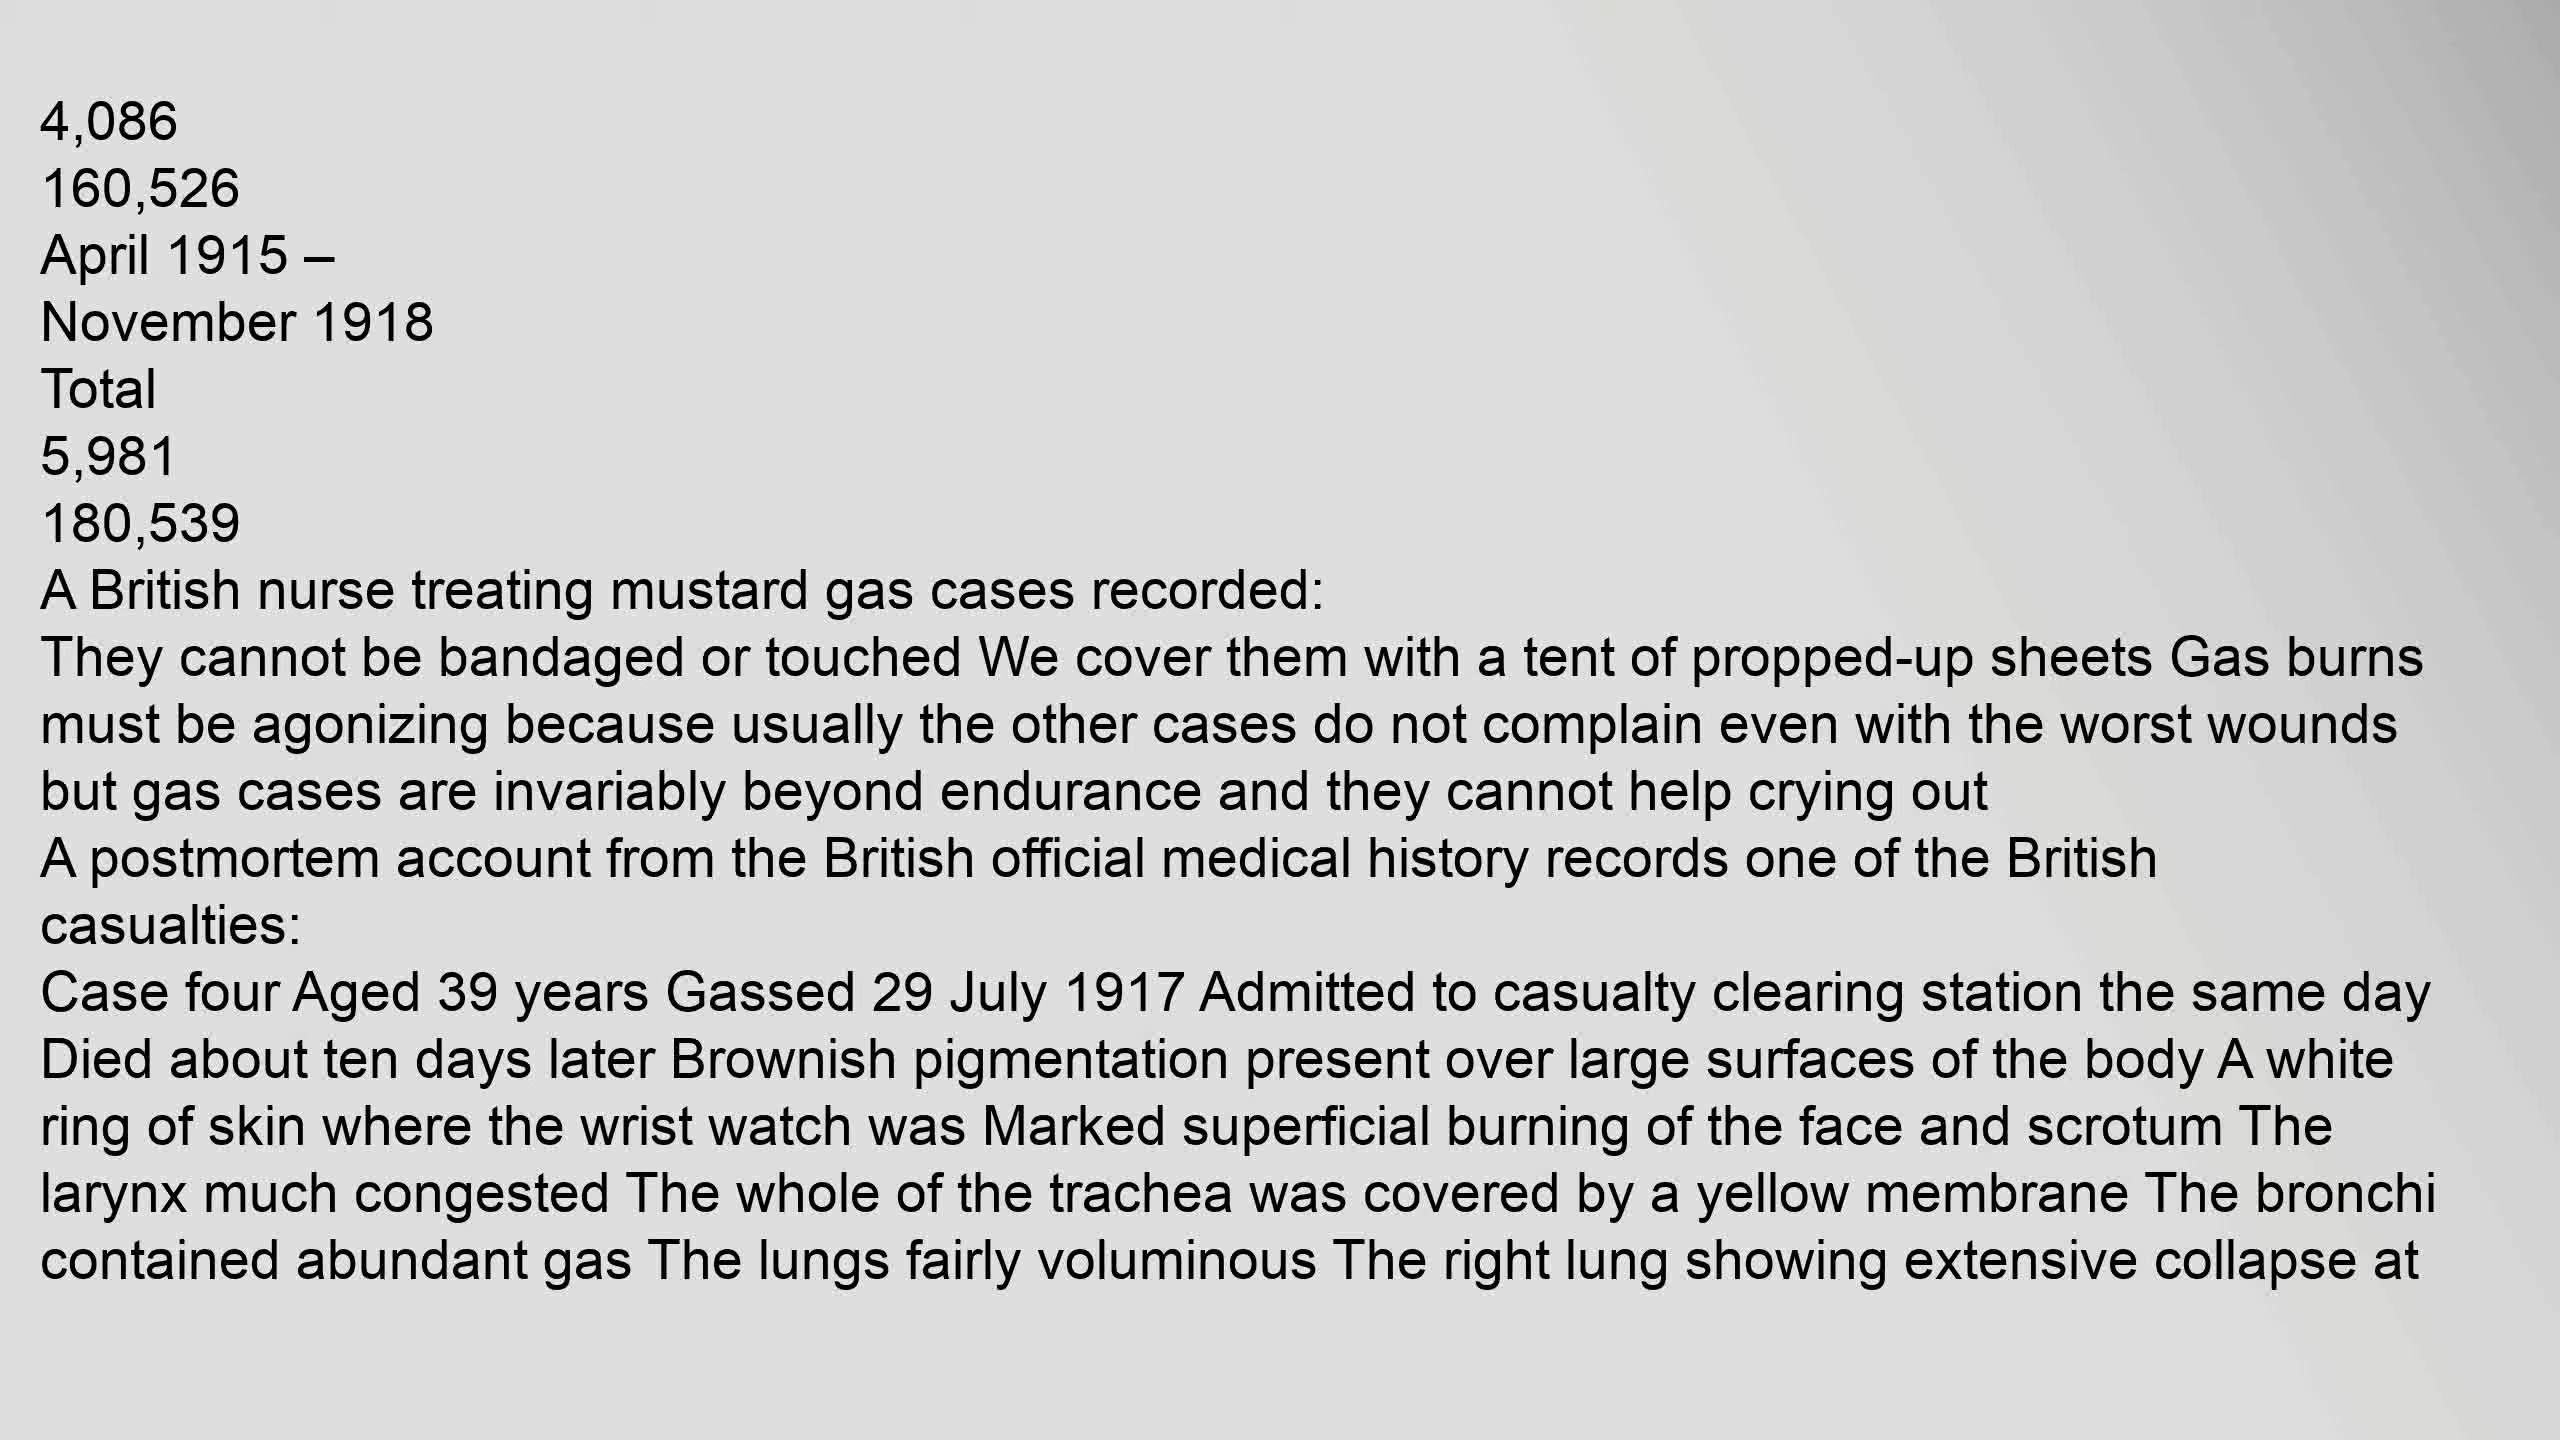 4,086
160,526
April 1915 –
November 1918
Total
5,981
180,539
A British nurse treating mustard gas cases recorded:
They cannot be bandaged or touched We cover them with a tent of propped-up sheets Gas burns
must be agonizing because usually the other cases do not complain even with the worst wounds
but gas cases are invariably beyond endurance and they cannot help crying out
A postmortem account from the British official medical history records one of the British
casualties:
Case four Aged 39 years Gassed 29 July 1917 Admitted to casualty clearing station the same day
Died about ten days later Brownish pigmentation present over large surfaces of the body A white
ring of skin where the wrist watch was Marked superficial burning of the face and scrotum The
larynx much congested The whole of the trachea was covered by a yellow membrane The bronchi
contained abundant gas The lungs fairly voluminous The right lung showing extensive collapse at